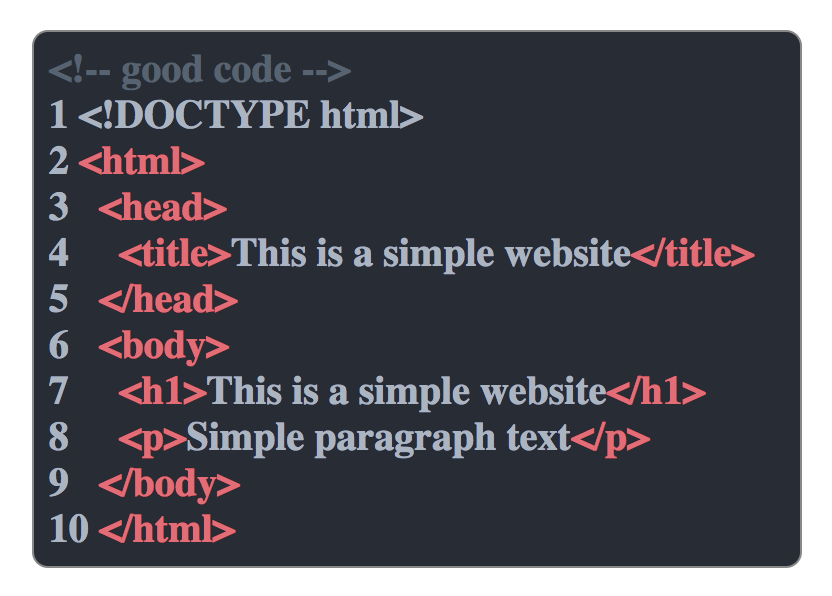 <!-- good code -->
1 <!DOCTYPE html>
2 <html>
3   <head>
4     <title>This is a simple website</title>
5   </head>
6   <body>
7     <h1>This is a simple website</h1>
8     <p>Simple paragraph text</p>
9   </body>
10 </html>